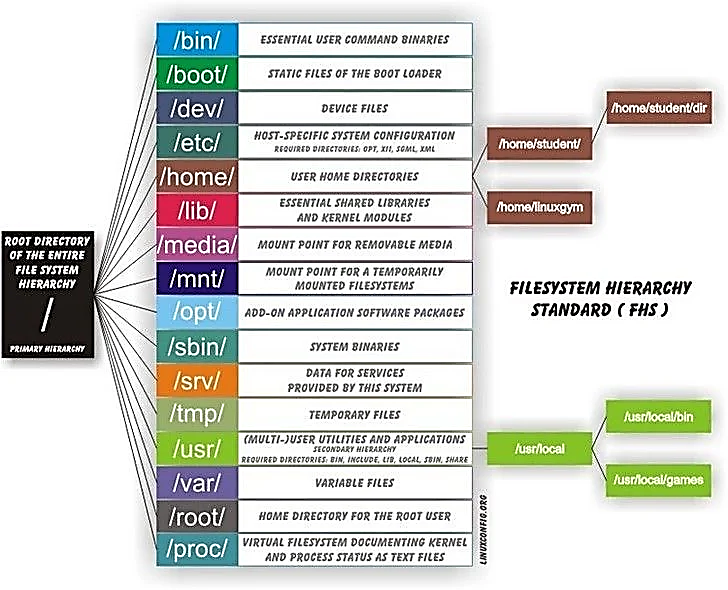 ROOT DIRECTORY
OF THE ENTIRE
FILE SYSTEM
HIERARCHY
/
PRIMARY HIERARCHY
/bin/ ESSENTIAL USER COMMAND BINARIES
/boot/ STATIC FILES OF THE BOOT LOADER
/dev/ DEVICE FILES
/etc/ HOST-SPECIFIC SYSTEM CONFIGURATION
REQUIRED DIRECTORIES: OPT, XII, SGML, XML
/home/ USER HOME DIRECTORIES
/lib/ ESSENTIAL SHARED LIBRARIES
AND KERNEL MODULES
/media/ MOUNT POINT FOR REMOVABLE MEDIA
/mnt/ MOUNT POINT FOR A TEMPORARILY
MOUNTED FILESYSTEMS
/opt/ ADD-ON APPLICATION SOFTWARE PACKAGES
/sbin/ SYSTEM BINARIES
/srv/ DATA FOR SERVICES
PROVIDED BY THIS SYSTEM
/tmp/ TEMPORARY FILES
/usr/ (MULTI-)USER UTILITIES AND APPLICATIONS
SECONDARY HIERARCHY
REQUIRED DIRECTORIES: BIN, INCLUDE, LIB, LOCAL, SBIN, SHARE
/var/ VARIABLE FILES
/root/ HOME DIRECTORY FOR THE ROOT USER
/proc/ VIRTUAL FILESYSTEM DOCUMENTING KERNEL
AND PROCESS STATUS AS TEXT FILES
/home/student/
/home/student/dir
/home/linuxgym
FILESYSTEM HIERARCHY
STANDARD ( FHS )
/usr/local
/usr/local/bin
/usr/local/games
LINUXCONFIG.ORG